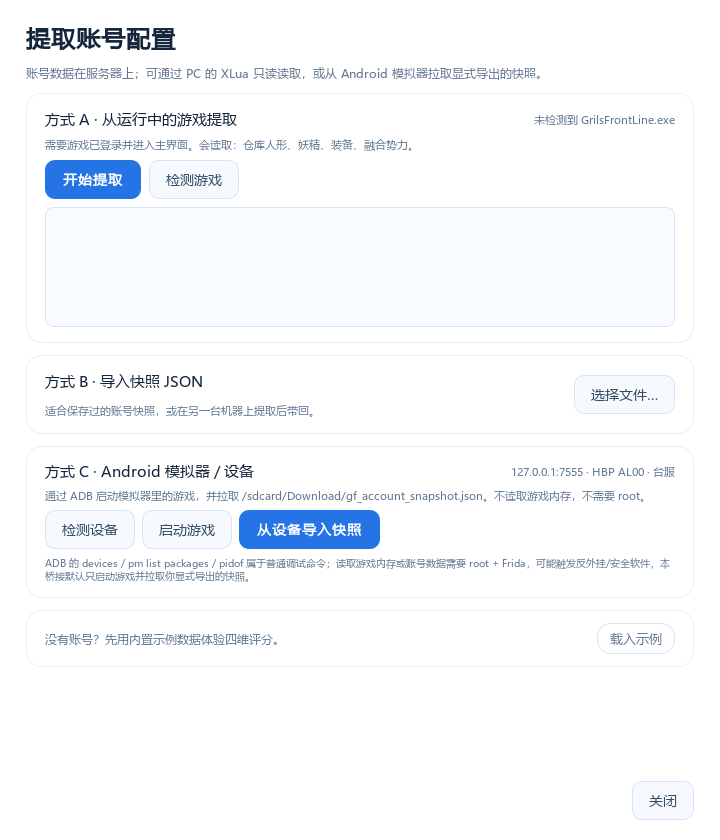 提取账号配置
账号数据在服务器上；可通过 PC 的 XLua 只读读取，或从 Android 模拟器拉取显式导出的快照。
方式 A · 从运行中的游戏提取
未检测到 GrilsFrontLine.exe
需要游戏已登录并进入主界面。会读取：仓库人形、妖精、装备、融合势力。
开始提取
检测游戏
方式 B · 导入快照 JSON
适合保存过的账号快照，或在另一台机器上提取后带回。
选择文件...
方式 C · Android 模拟器 / 设备
127.0.0.1:7555 · HBP AL00 · 台服
通过 ADB 启动模拟器里的游戏，并拉取 /sdcard/Download/gf_account_snapshot.json。不读取游戏内存，不需要 root。
检测设备
启动游戏
从设备导入快照
ADB 的 devices / pm list packages / pidof 属于普通调试命令；读取游戏内存或账号数据需要 root + Frida，可能触发反外挂/安全软件，本
桥接默认只启动游戏并拉取你显式导出的快照。
没有账号？先用内置示例数据体验四维评分。
载入示例
关闭